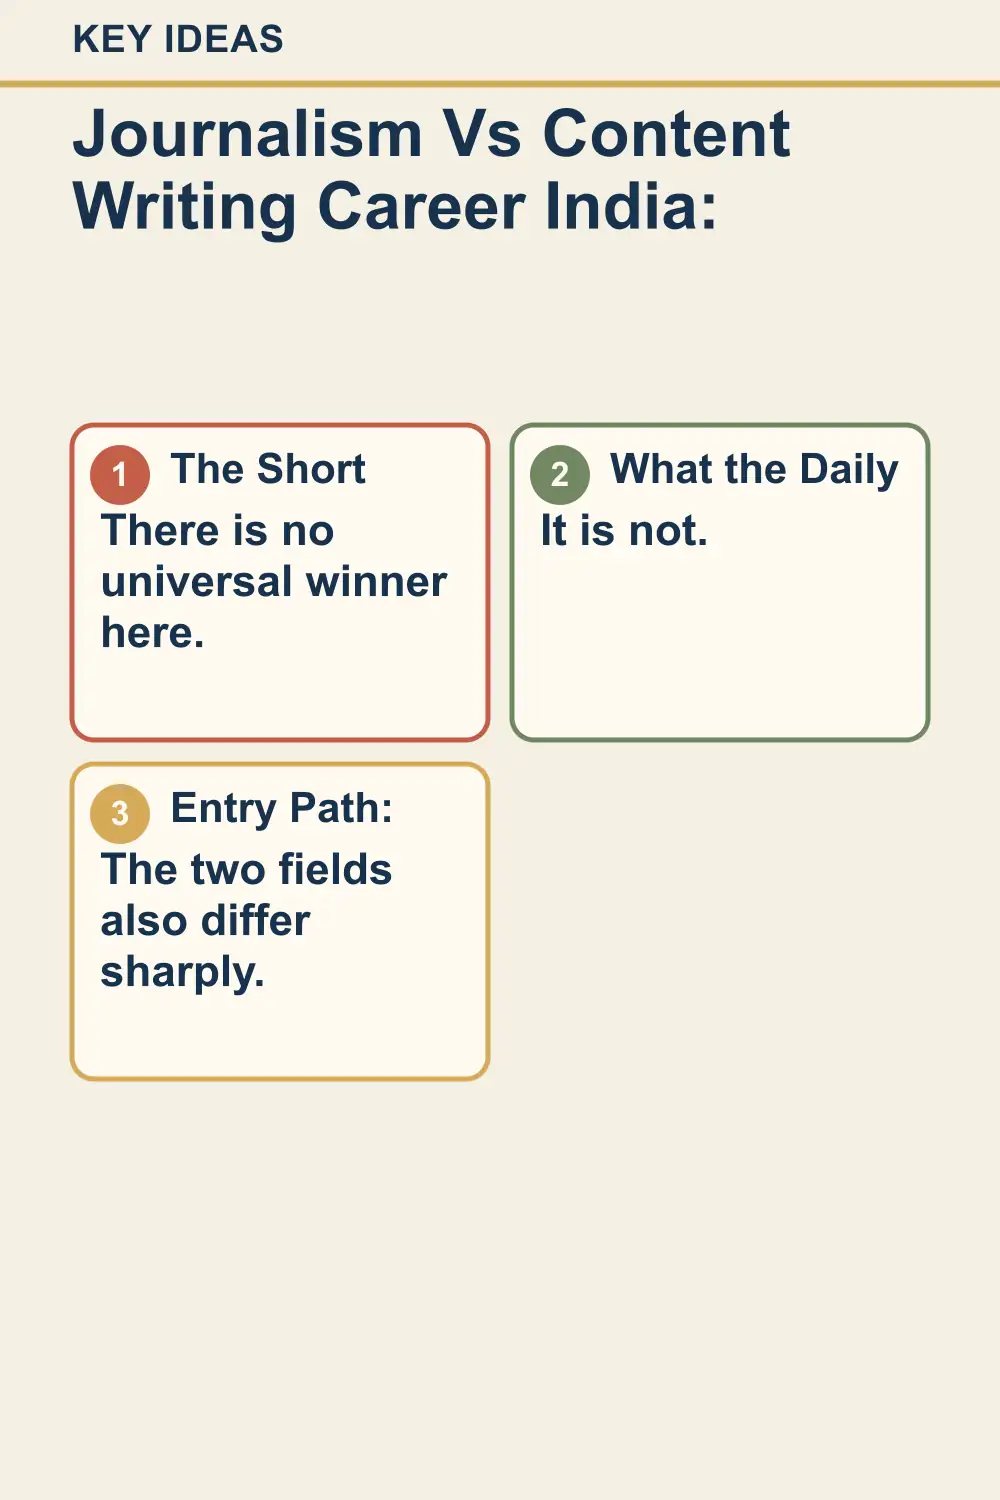 KEY IDEAS
Journalism Vs Content
Writing Career India:
1 The Short
There is no
universal winner
here.
2 What the Daily
It is not.
3 Entry Path:
The two fields
also differ
sharply.